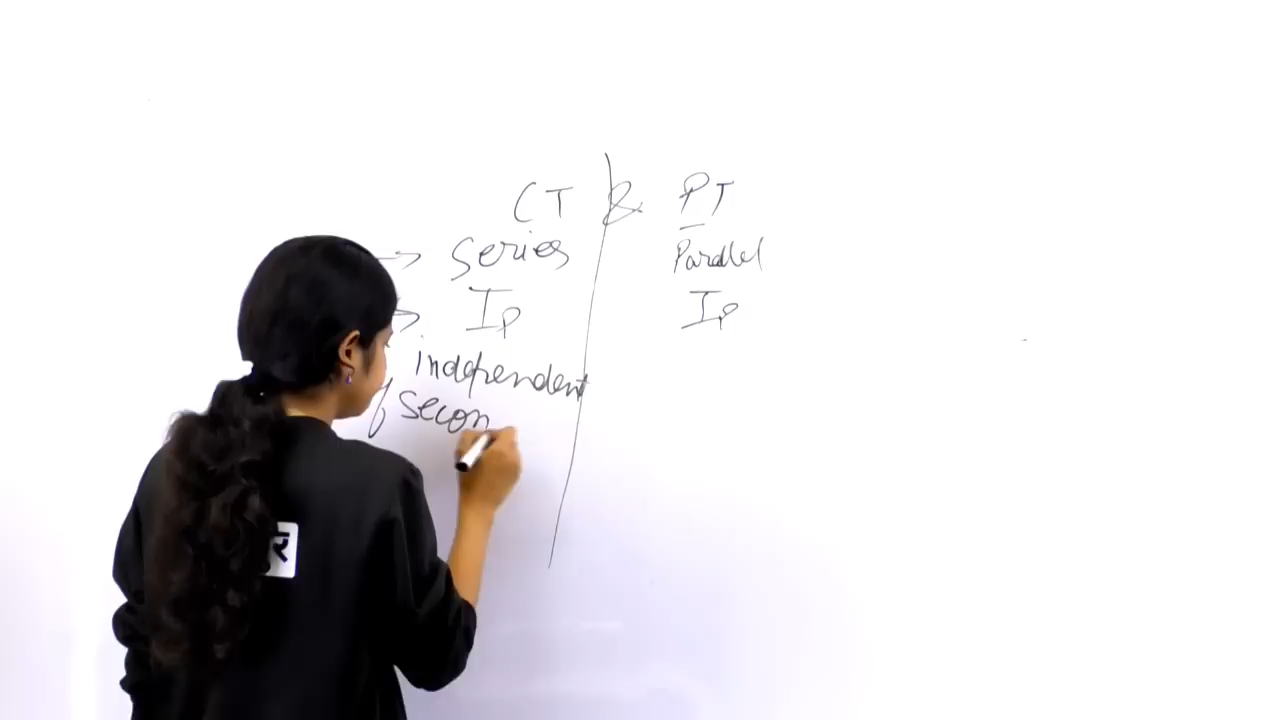 CT & PT
→ Series Parallel
→ Ip Ip
independent
of Secon